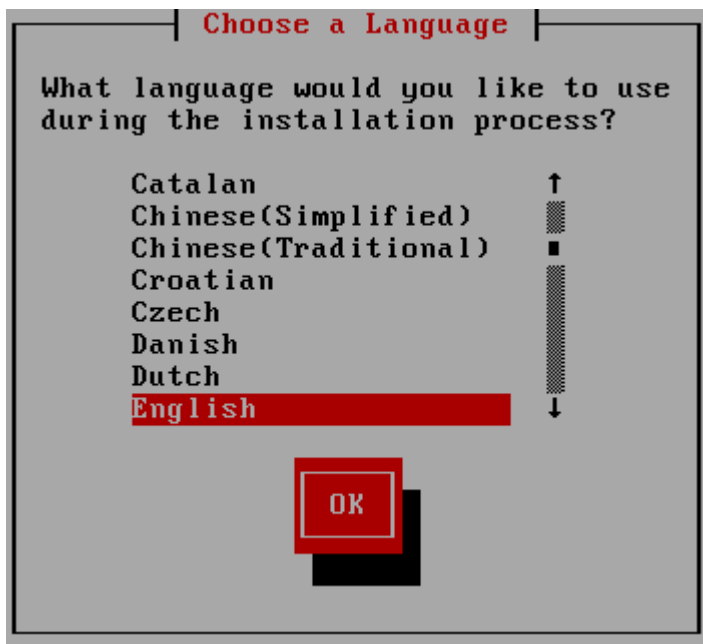 Choose a Language
What language would you like to use
during the installation process?
Catalan
Chinese(Simplified)
Chinese(Traditional)
Croatian
Czech
Danish
Dutch
English
OK